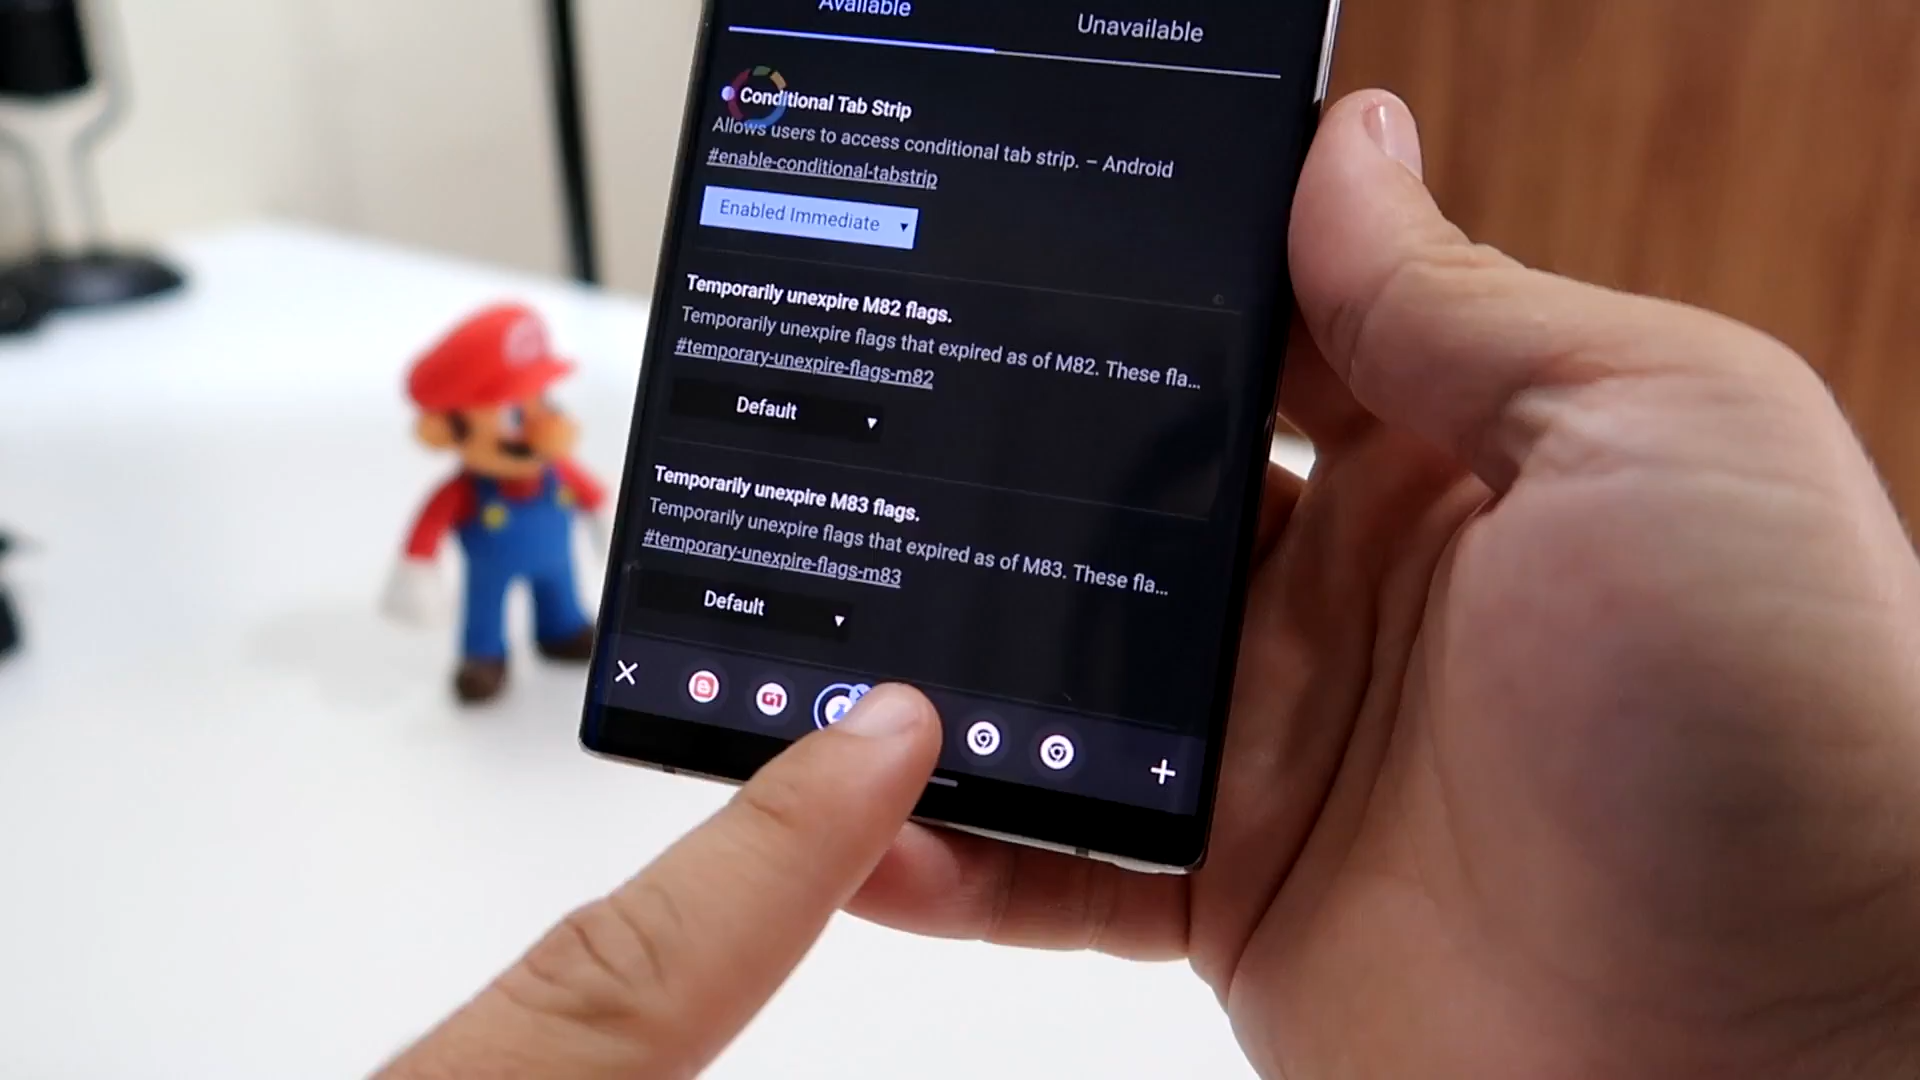 Available
Unavailable
Conditional Tab Strip
Allows users to access conditional tab strip. – Android
#enable-conditional-tabstrip
Enabled Immediate
Temporarily unexpire M82 flags.
Temporarily unexpire flags that expired as of M82. These fla...
#temporary-unexpire-flags-m82
Default
Temporarily unexpire M83 flags.
Temporarily unexpire flags that expired as of M83. These fla...
#temporary-unexpire-flags-m83
Default
G1